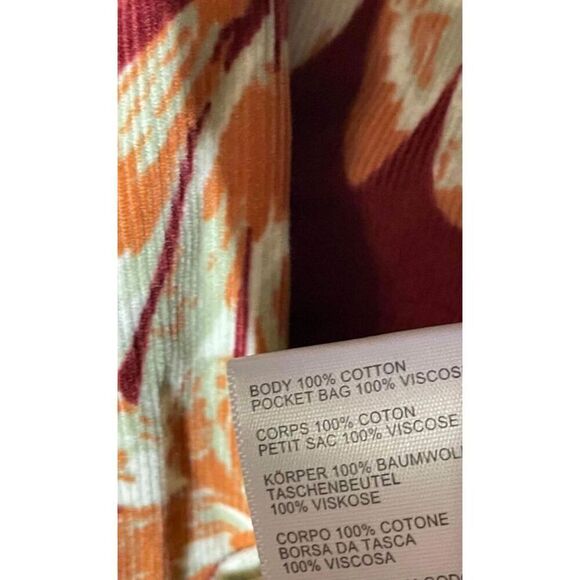 BODY 100% COTTON
POCKET BAG 100% VISCOS
CORPS 100% COTON
PETIT SAC 100% VISCOSE
KÖRPER 100% BAUMWOL
TASCHENBEUTEL
100% VISKOSE
CORPO 100% COTONE
BORSA DA TASCA
100% VISCOSA